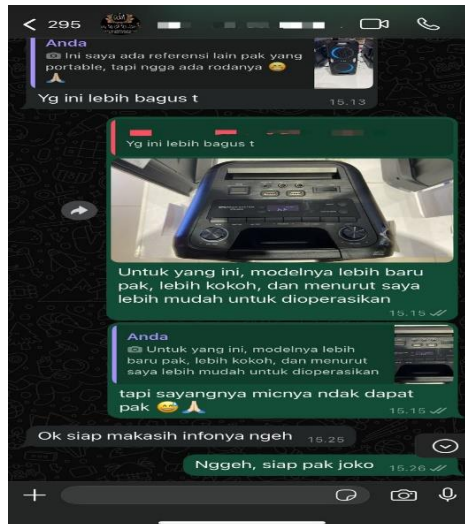 295
Anda
Ini saya ada referensi lain pak yang
portable, tapi ngga ada rodanya
Yg ini lebih bagus t
15.13
Yg ini lebih bagus t
Untuk yang ini, modelnya lebih baru
pak, lebih kokoh, dan menurut saya
lebih mudah untuk dioperasikan
15.15
Anda
Untuk yang ini, modelnya lebih
baru pak, lebih kokoh, dan menurut
saya lebih mudah untuk dioperasikan
tapi sayangnya micnya ndak dapat
pak 😅🙏
15.15
Ok siap makasih infonya ngeh 15.25
Nggeh, siap pak joko 15.26